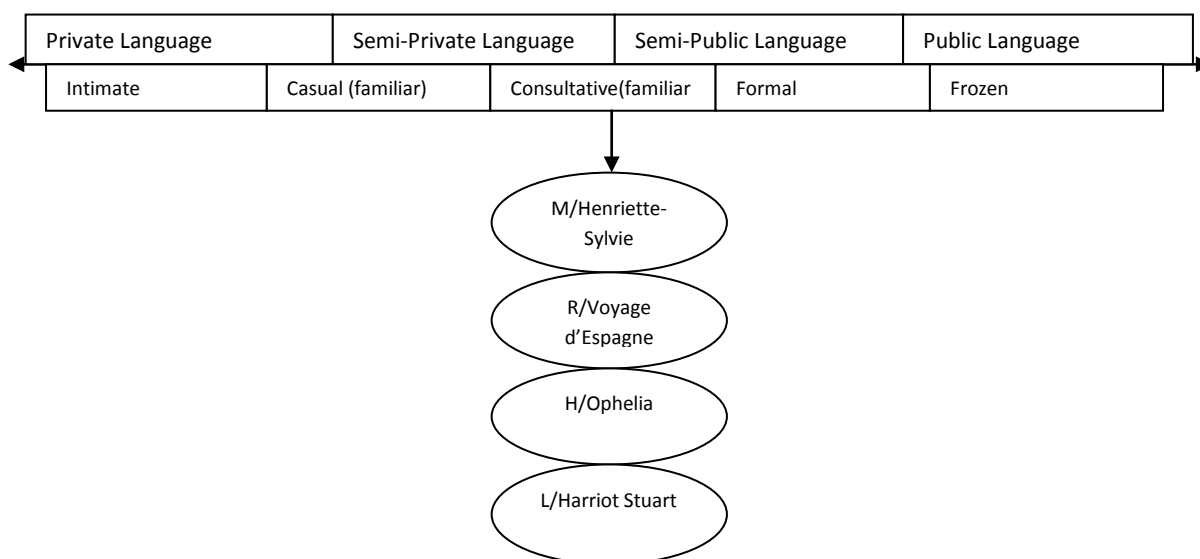 Private Language Semi-Private Language Semi-Public Language Public Language
Intimate Casual (familiar) Consultative(familiar Formal Frozen
M/Henriette-
Sylvie
R/Voyage
d’Espagne
H/Ophelia
L/Harriot Stuart